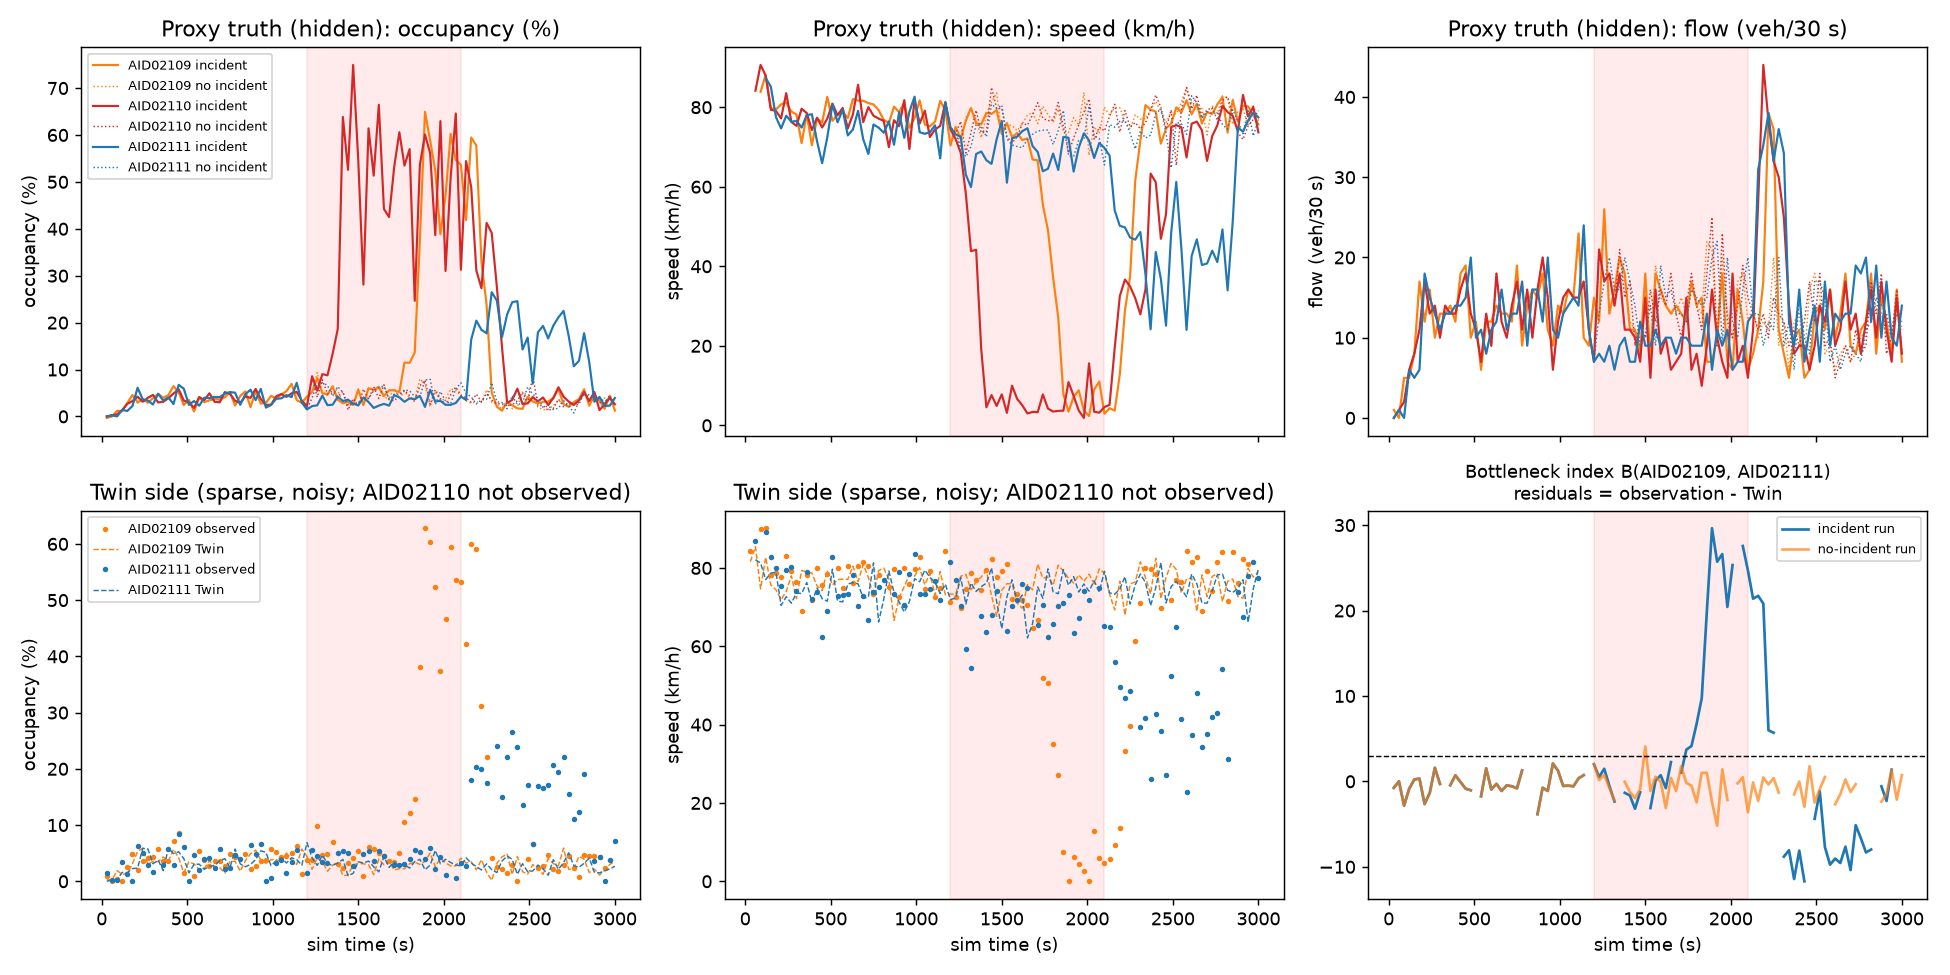 Proxy truth (hidden): occupancy (%)
occupancy (%)
70
60
50
40
30
20
10
0
AID02109 incident
AID02109 no incident
AID02110 incident
AID02110 no incident
AID02111 incident
AID02111 no incident
Proxy truth (hidden): speed (km/h)
speed (km/h)
80
60
40
20
0
Proxy truth (hidden): flow (veh/30 s)
flow (veh/30 s)
40
30
20
10
0
Twin side (sparse, noisy; AID02110 not observed)
occupancy (%)
60
50
40
30
20
10
0
AID02109 observed
AID02109 Twin
AID02111 observed
AID02111 Twin
0 500 1000 1500 2000 2500 3000
sim time (s)
Twin side (sparse, noisy; AID02110 not observed)
speed (km/h)
80
60
40
20
0
0 500 1000 1500 2000 2500 3000
sim time (s)
Bottleneck index B(AID02109, AID02111)
residuals = observation - Twin
30
20
10
0
−10
incident run
no-incident run
0 500 1000 1500 2000 2500 3000
sim time (s)